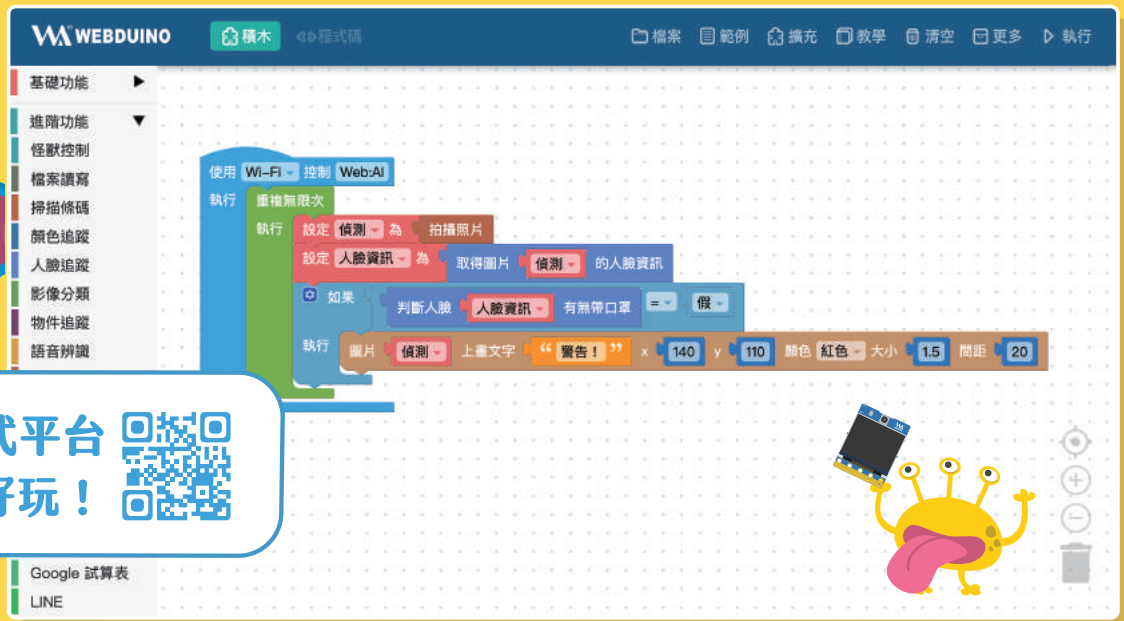 WEBDUINO 積木 程式碼 檔案 範例 擴充 教學 清空 更多 執行
基礎功能
進階功能
怪獸控制
檔案讀寫
掃描條碼
顏色追蹤
人臉追蹤
影像分類
物件追蹤
語音辨識
使用 Wi-Fi 控制 Web:AI
執行 重複無限次
執行 設定 偵測 為 拍攝照片
設定 人臉資訊 為 取得圖片 偵測 的人臉資訊
如果 判斷人臉 人臉資訊 有無帶口罩 = 假
執行 圖片 偵測 上畫文字 “ 警告! ” x 140 y 110 顏色 紅色 大小 1.5 間距 20
式平台
好玩!
Google 試算表
LINE